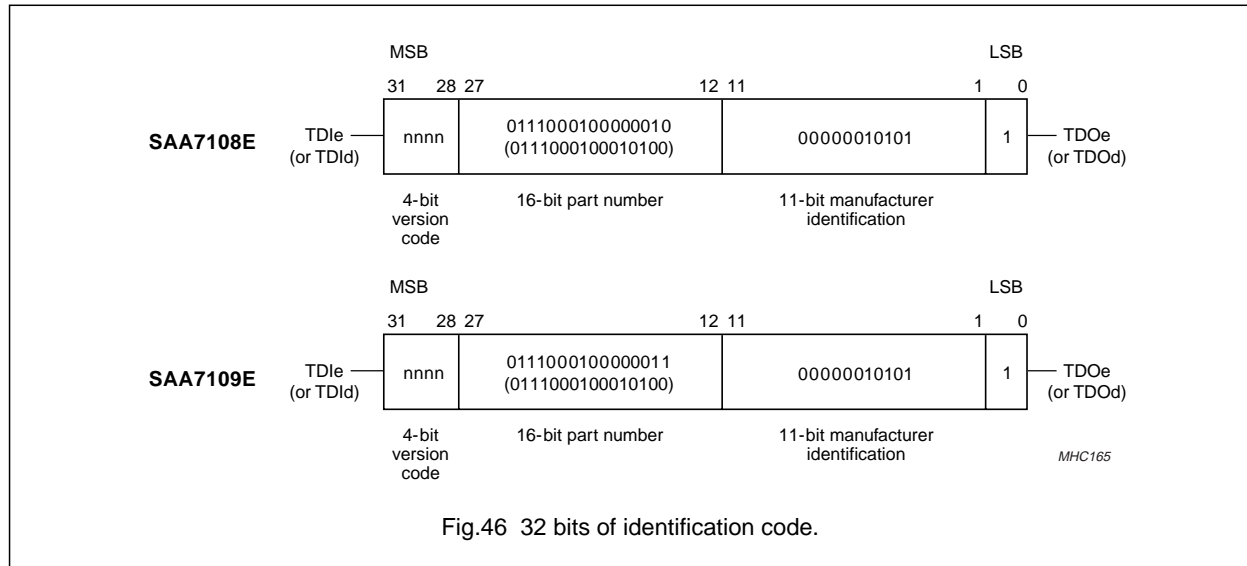 MSB LSB
31 28 27 12 11 1 0
SAA7108E
TDIe
(or TDId)
nnnn
0111000100000010
(0111000100010100)
00000010101
1
TDOe
(or TDOd)
4-bit
version
code
16-bit part number
11-bit manufacturer
identification
MSB LSB
31 28 27 12 11 1 0
SAA7109E
TDIe
(or TDId)
nnnn
0111000100000011
(0111000100010100)
00000010101
1
TDOe
(or TDOd)
4-bit
version
code
16-bit part number
11-bit manufacturer
identification
MHC165
Fig.46 32 bits of identification code.